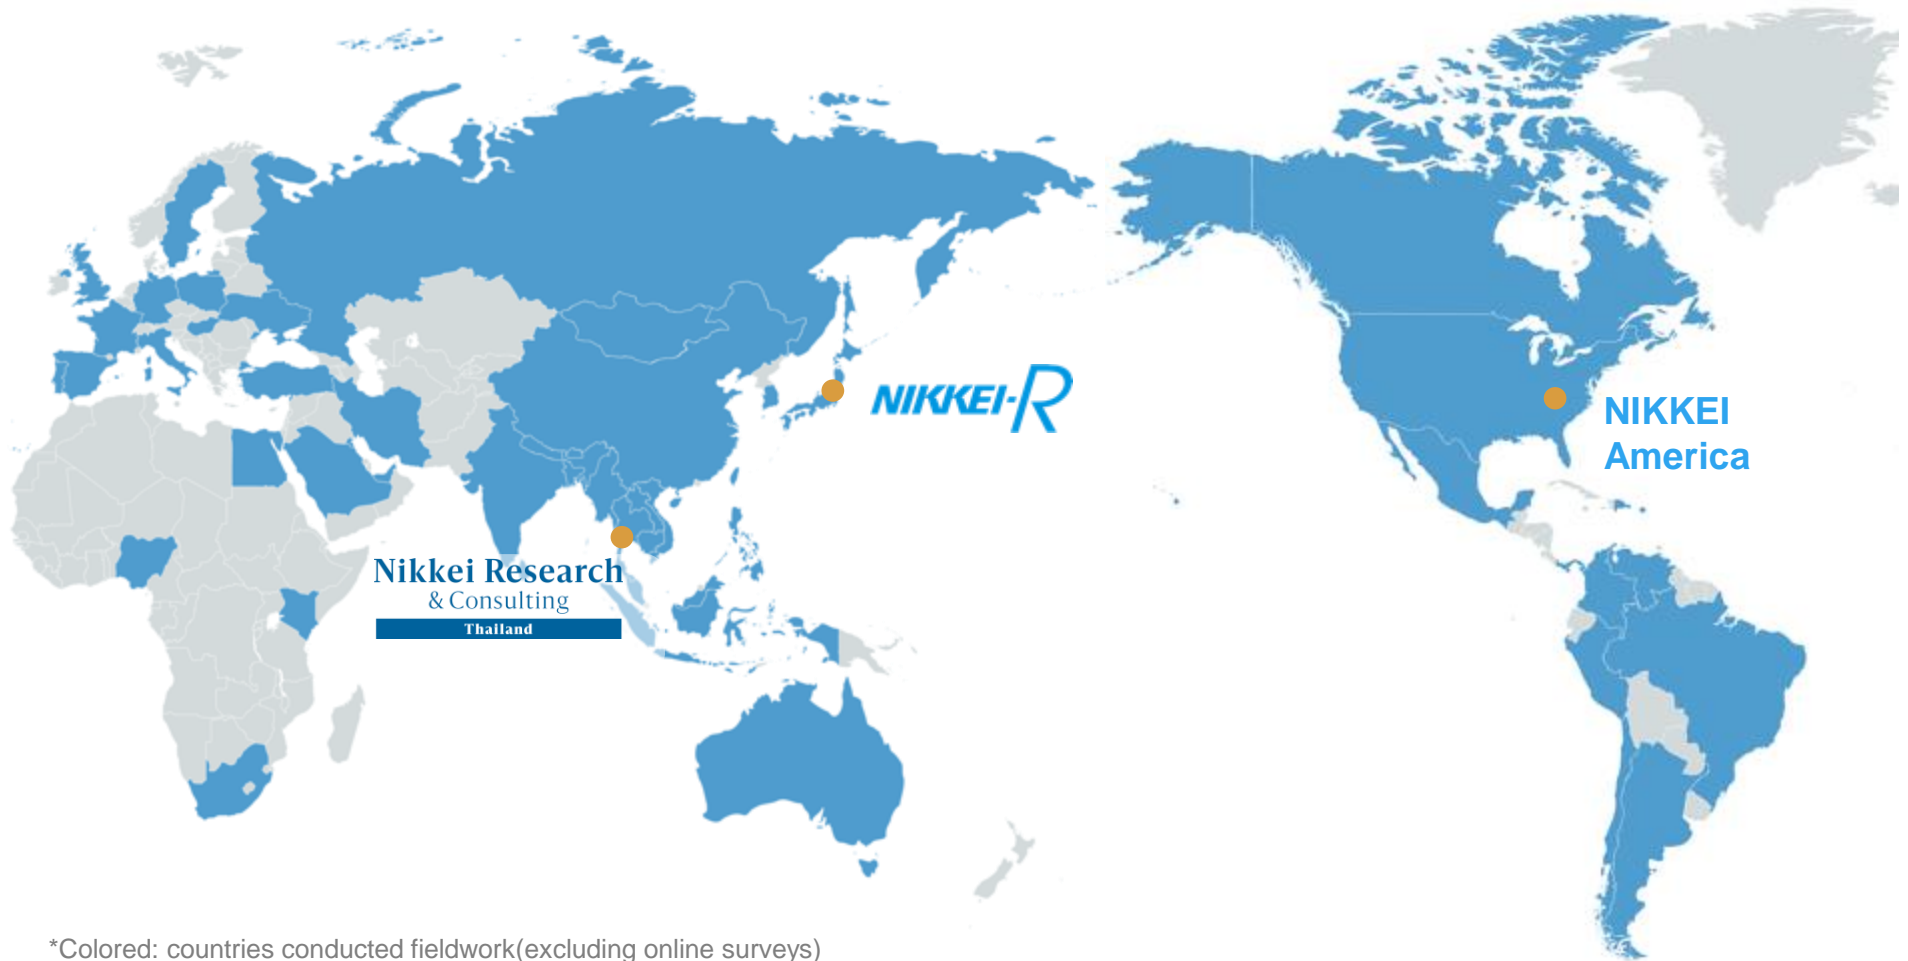 NIKKEI-R
NIKKEI
America
Nikkei Research
& Consulting
Thailand
*Colored: countries conducted fieldwork(excluding online surveys)